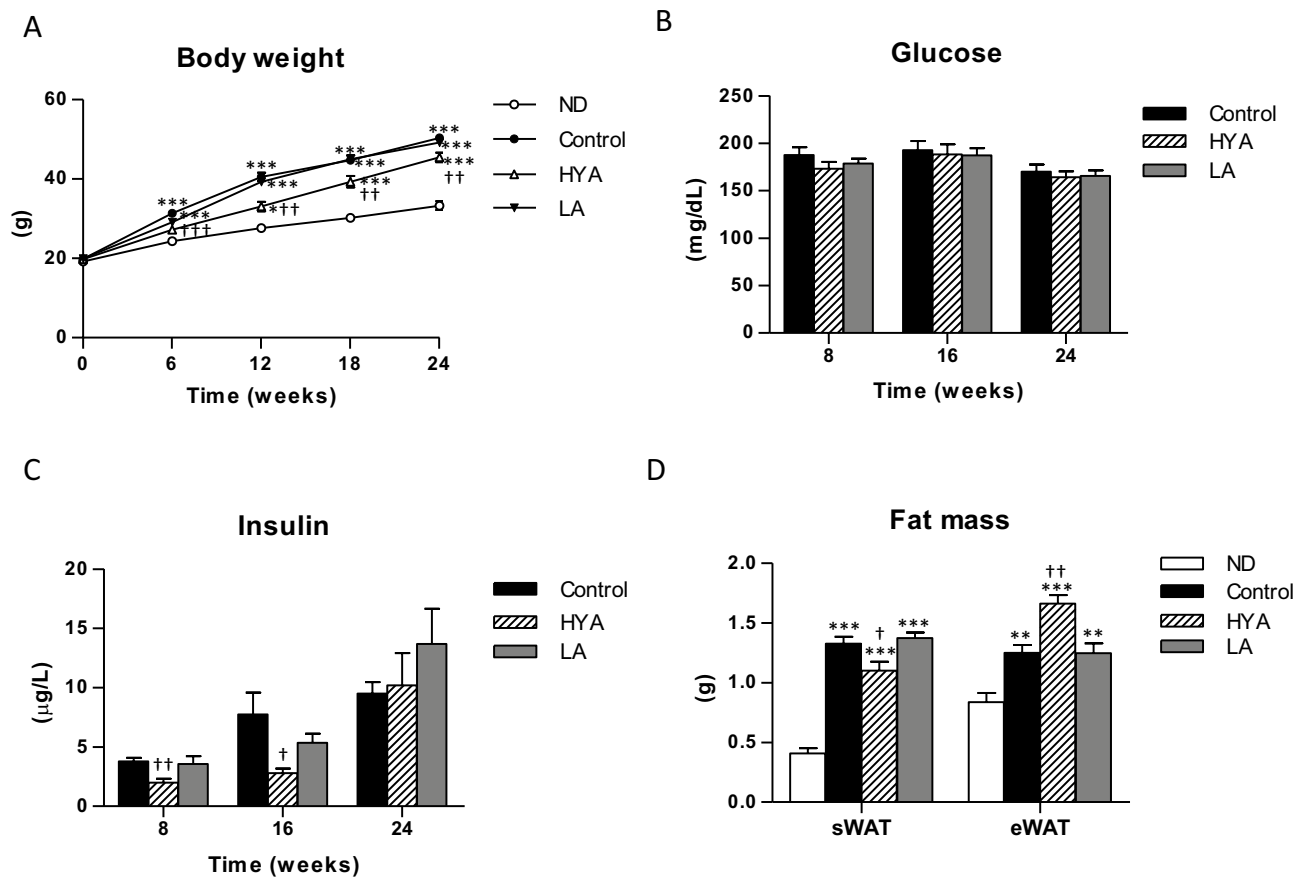 A
Body weight
60
40
20
0
(g)
0 6 12 18 24
Time (weeks)
***
***
†††
***
***
*††
***
***
***
††
***
***
***
††
ND
Control
HYA
LA
B
Glucose
250
200
150
100
50
0
(mg/dL)
8 16 24
Time (weeks)
Control
HYA
LA
C
Insulin
20
15
10
5
0
(µg/L)
††
†
8 16 24
Time (weeks)
Control
HYA
LA
D
Fat mass
2.0
1.5
1.0
0.5
0.0
(g)
***
†
***
***
**
††
***
**
sWAT eWAT
ND
Control
HYA
LA